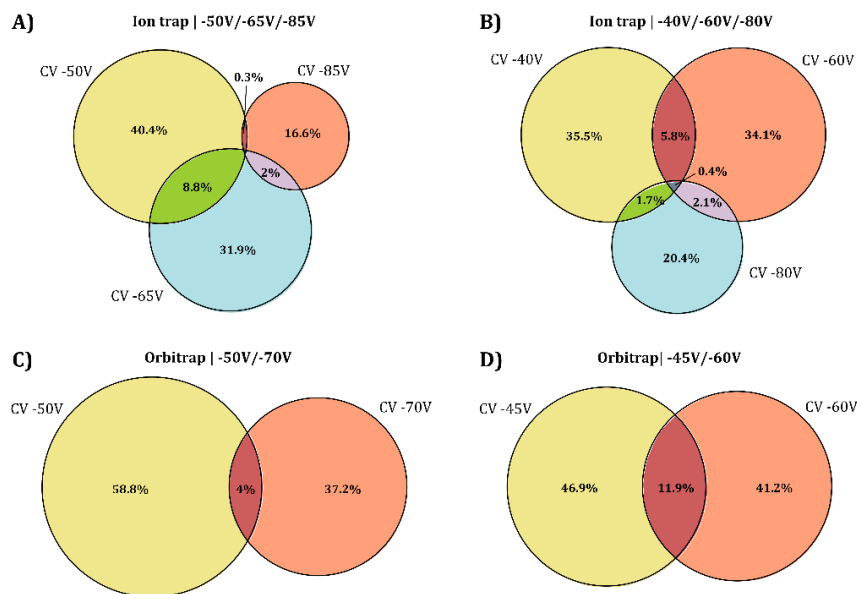 A)
Ion trap | -50V/-65V/-85V
CV -50V
CV -85V
0.3%
40.4%
16.6%
2%
8.8%
31.9%
CV -65V
B)
Ion trap | -40V/-60V/-80V
CV -40V
CV -60V
35.5%
5.8%
34.1%
0.4%
1.7%
2.1%
20.4%
CV -80V
C)
Orbitrap | -50V/-70V
CV -50V
CV -70V
58.8%
4%
37.2%
D)
Orbitrap| -45V/-60V
CV -45V
CV -60V
46.9%
11.9%
41.2%